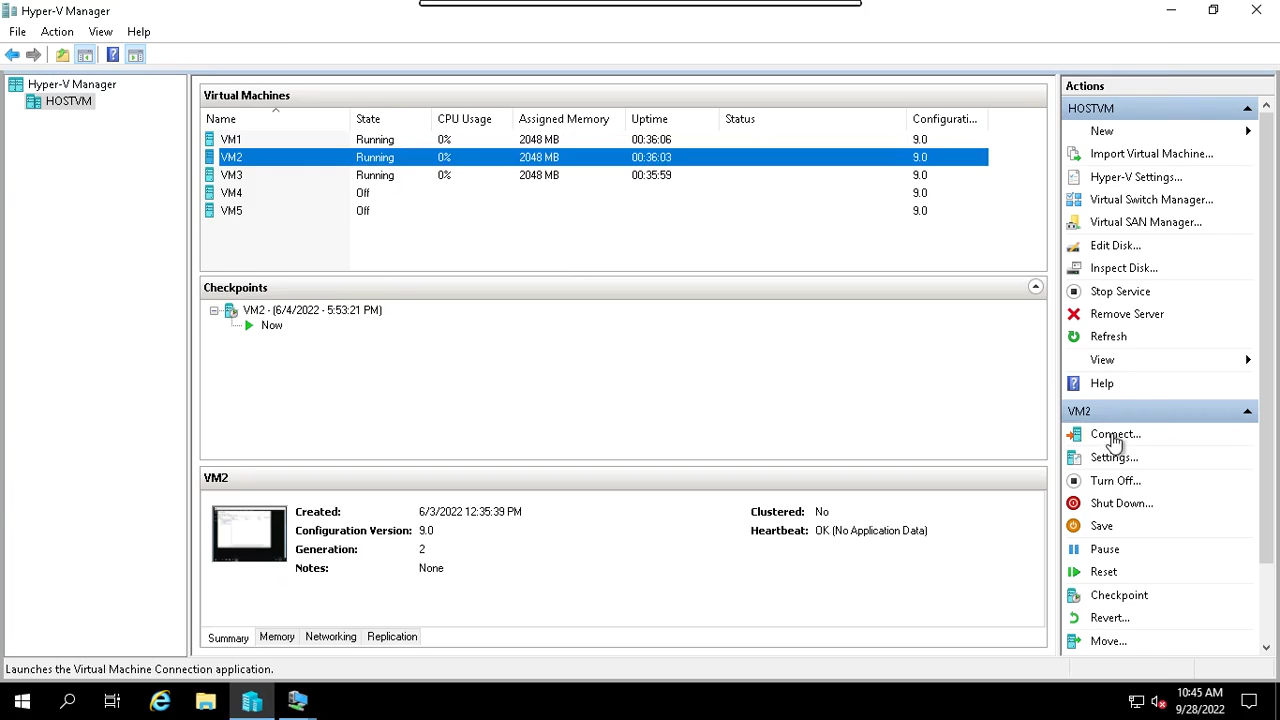 Hyper-V Manager
File Action View Help
Hyper-V Manager
HOSTVM
Virtual Machines
Name State CPU Usage Assigned Memory Uptime Status Configurati...
VM1 Running 0% 2048 MB 00:36:06 9.0
VM2 Running 0% 2048 MB 00:36:03 9.0
VM3 Running 0% 2048 MB 00:35:59 9.0
VM4 Off 9.0
VM5 Off 9.0
Checkpoints
VM2 - (6/4/2022 - 5:53:21 PM)
Now
VM2
Created: 6/3/2022 12:35:39 PM Clustered: No
Configuration Version: 9.0 Heartbeat: OK (No Application Data)
Generation: 2
Notes: None
Summary Memory Networking Replication
Actions
HOSTVM
New
Import Virtual Machine...
Hyper-V Settings...
Virtual Switch Manager...
Virtual SAN Manager...
Edit Disk...
Inspect Disk...
Stop Service
Remove Server
Refresh
View
Help
VM2
Connect...
Settings...
Turn Off...
Shut Down...
Save
Pause
Reset
Checkpoint
Revert...
Move...
Launches the Virtual Machine Connection application.
10:45 AM
9/28/2022